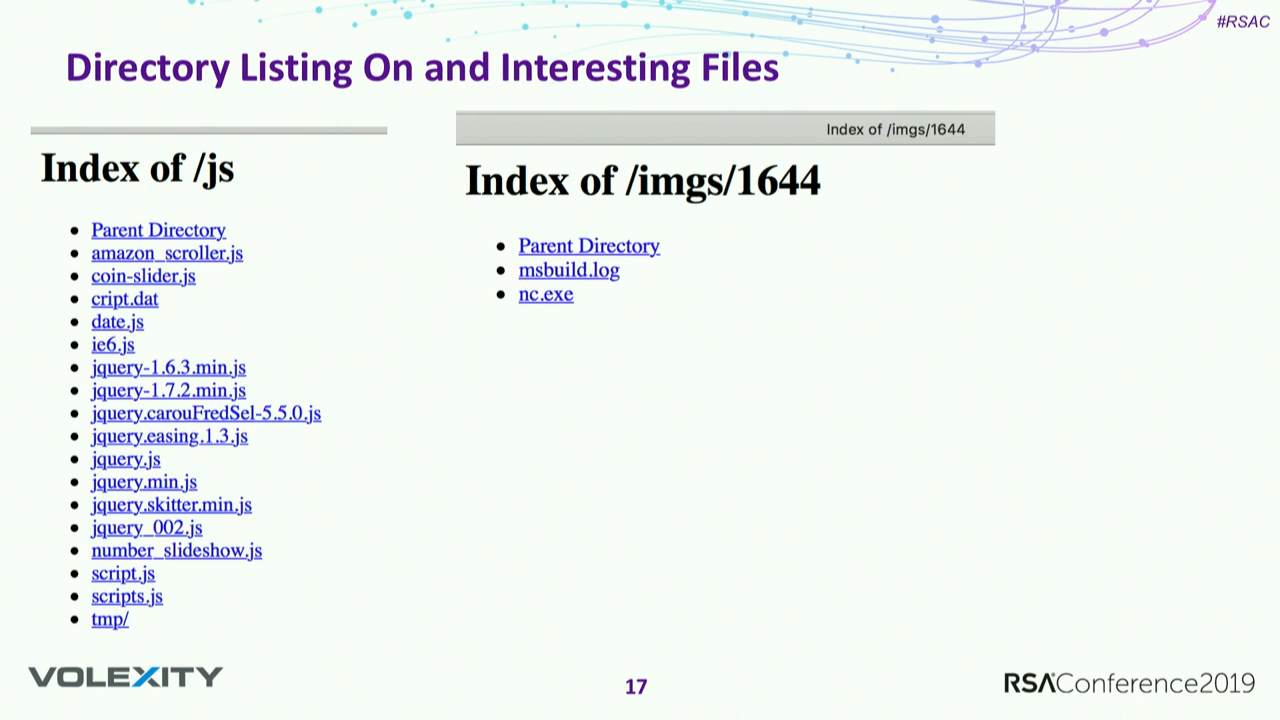 #RSAC
Directory Listing On and Interesting Files
Index of /js
Parent Directory
amazon_scroller.js
coin-slider.js
cript.dat
date.js
ie6.js
jquery-1.6.3.min.js
jquery-1.7.2.min.js
jquery.carouFredSel-5.5.0.js
jquery.easing.1.3.js
jquery.js
jquery.min.js
jquery.skitter.min.js
jquery_002.js
number_slideshow.js
script.js
scripts.js
tmp/
Index of /imgs/1644
Index of /imgs/1644
Parent Directory
msbuild.log
nc.exe
VOLEXITY
17
RSAConference2019